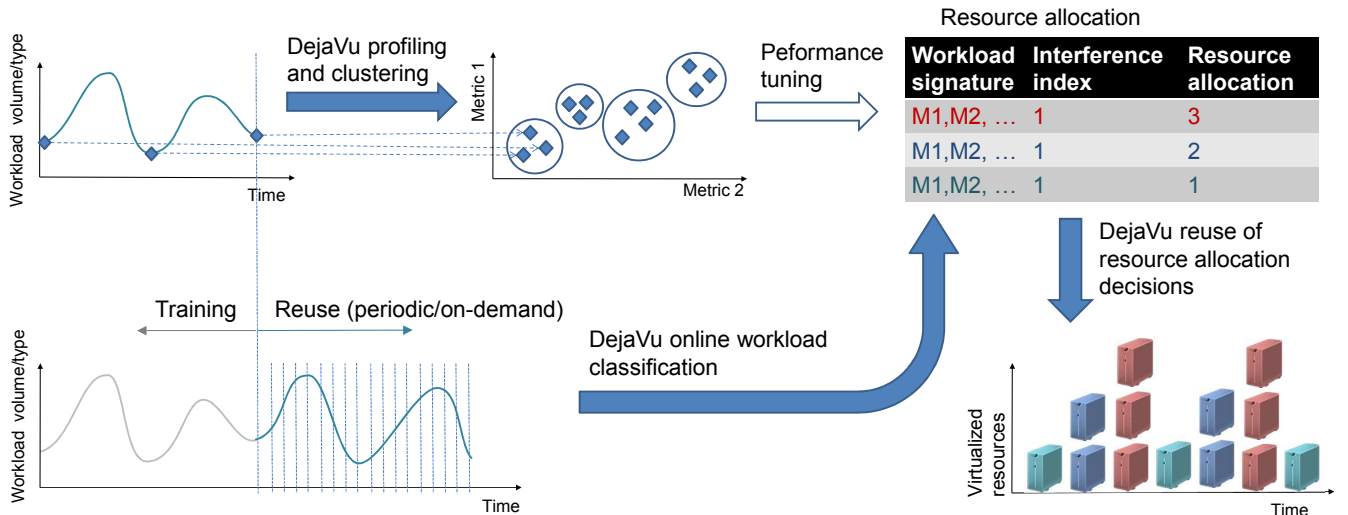 Resource allocation
DejaVu profiling
and clustering
Peformance
tuning
Workload volume/type
Time
Metric 1
Metric 2
Workload
signature
Interference
index
Resource
allocation
M1,M2, … 1 3
M1,M2, … 1 2
M1,M2, … 1 1
DejaVu reuse of
resource allocation
decisions
Training
Reuse (periodic/on-demand)
DejaVu online workload
classification
Workload volume/type
Time
Virtualized
resources
Time